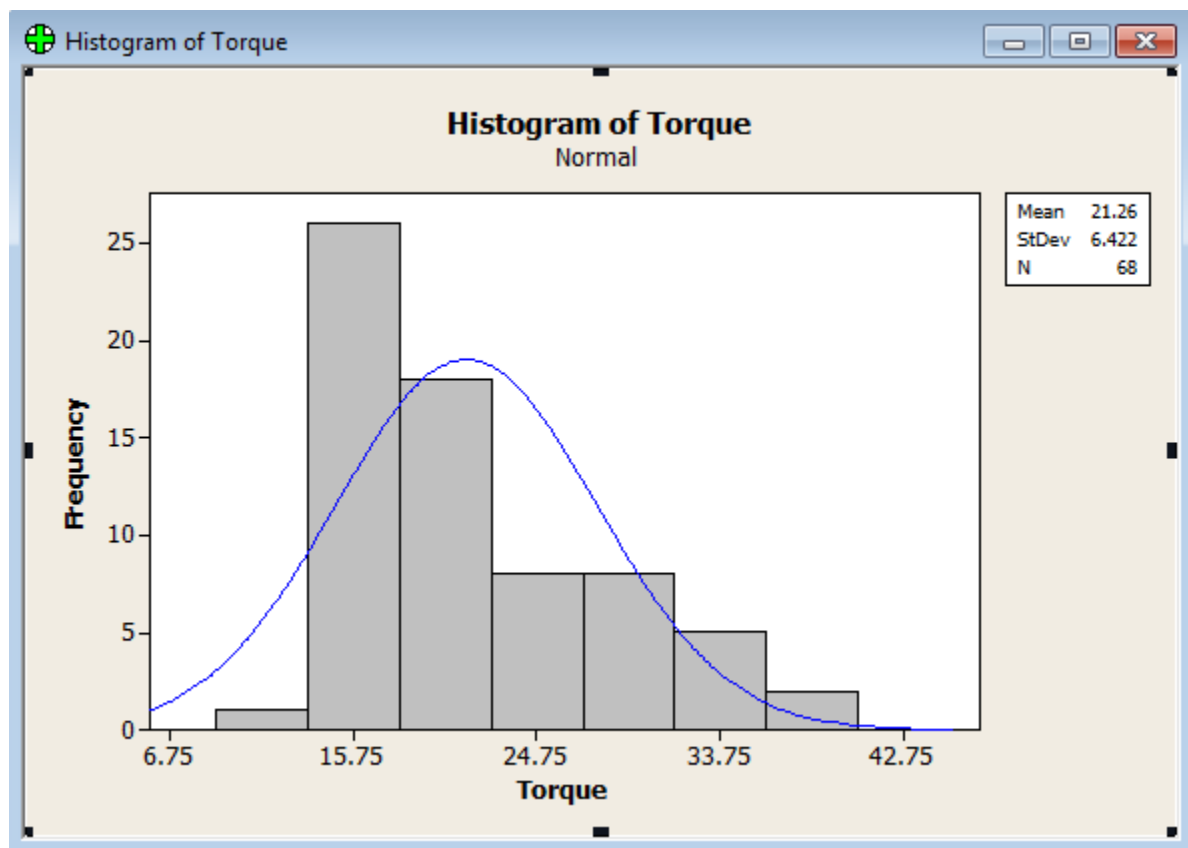 Histogram of Torque
Histogram of Torque
Normal
Mean 21.26
StDev 6.422
N 68
Frequency
25
20
15
10
5
0
6.75 15.75 24.75 33.75 42.75
Torque